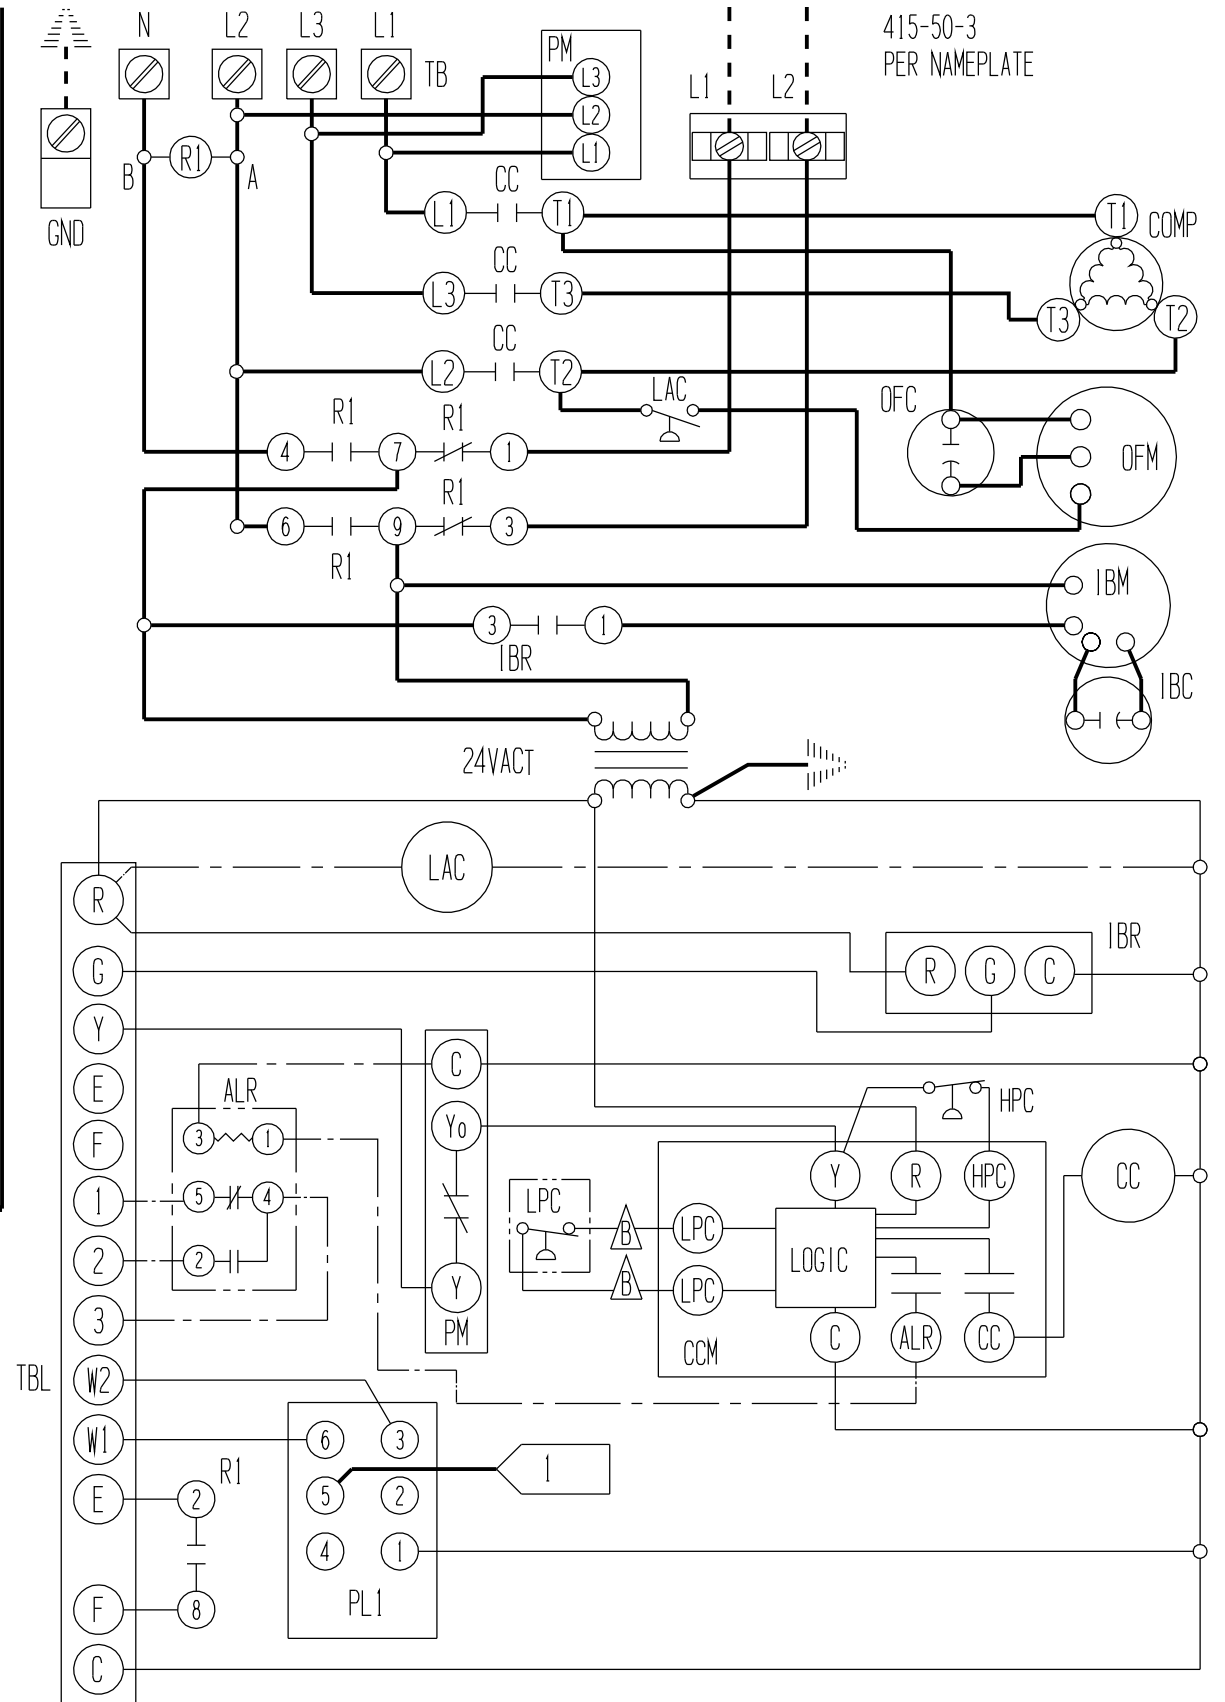 N L2 L3 L1
TB
GND
PM
L3
L2
L1
415-50-3
PER NAMEPLATE
L1 L2
B R1 A
L1 CC T1
T1 COMP
L3 CC T3
T3 T2
L2 CC T2
LAC
OFC
OFM
R1 R1
4 7 1
R1
6 9 3
R1
IBM
3 1
IBR
IBC
24VACT
LAC
R
IBR
R G C
G
Y
C
ALR
HPC
E
3 1
Yo
F
Y R HPC
CC
1
5 4
LPC
B LPC
LOGIC
2
2
B LPC
Y
3
C ALR CC
PM
CCM
TBL
W2
6 3
W1
1
R1
E
2
5 2
4 1
PL1
F
8
C